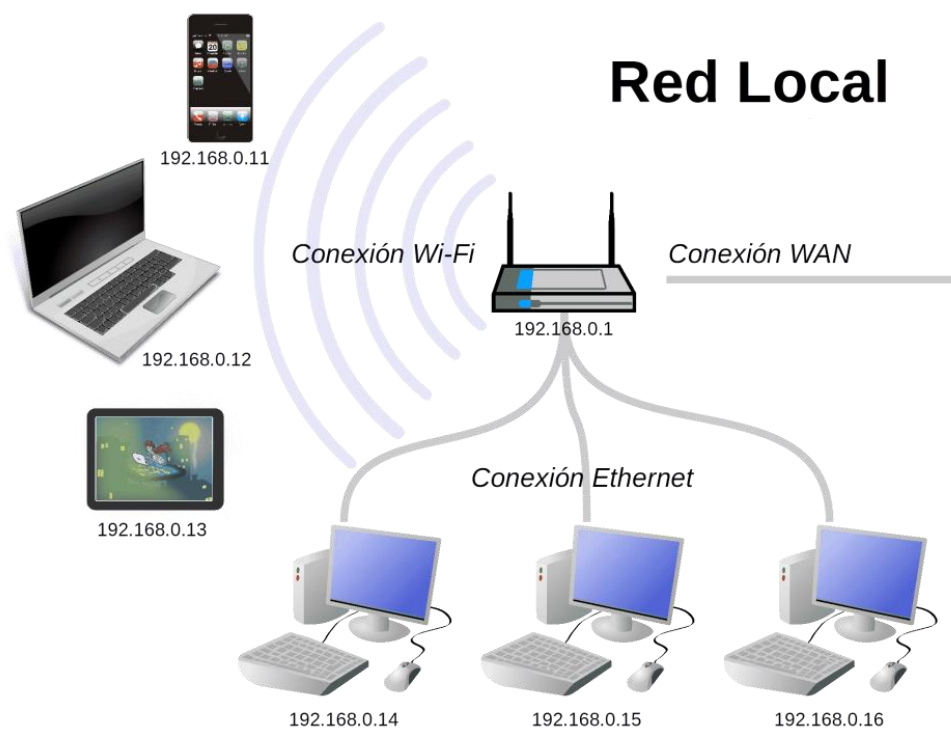 Red Local
192.168.0.11
Conexión Wi-Fi
Conexión WAN
192.168.0.1
192.168.0.12
Conexión Ethernet
192.168.0.13
192.168.0.14
192.168.0.15
192.168.0.16